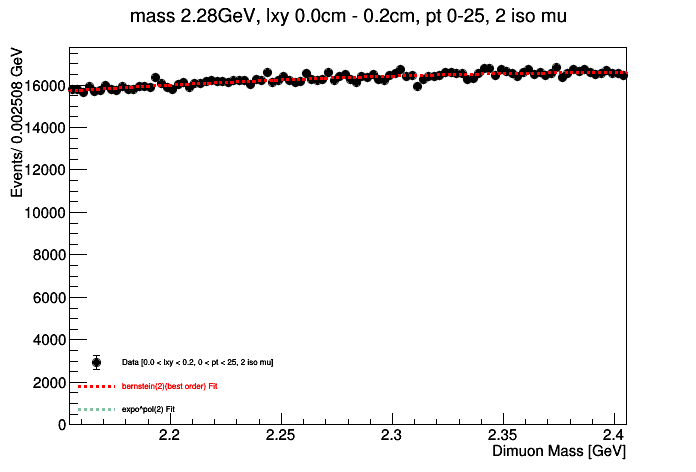 mass 2.28GeV, lxy 0.0cm - 0.2cm, pt 0-25, 2 iso mu
Events/ 0.002508 GeV
16000
14000
12000
10000
8000
6000
4000
2000
0
Data [0.0 < lxy < 0.2, 0 < pt < 25, 2 iso mu]
bernstein(2)(best order) Fit
expo*pol(2) Fit
2.2 2.25 2.3 2.35 2.4
Dimuon Mass [GeV]